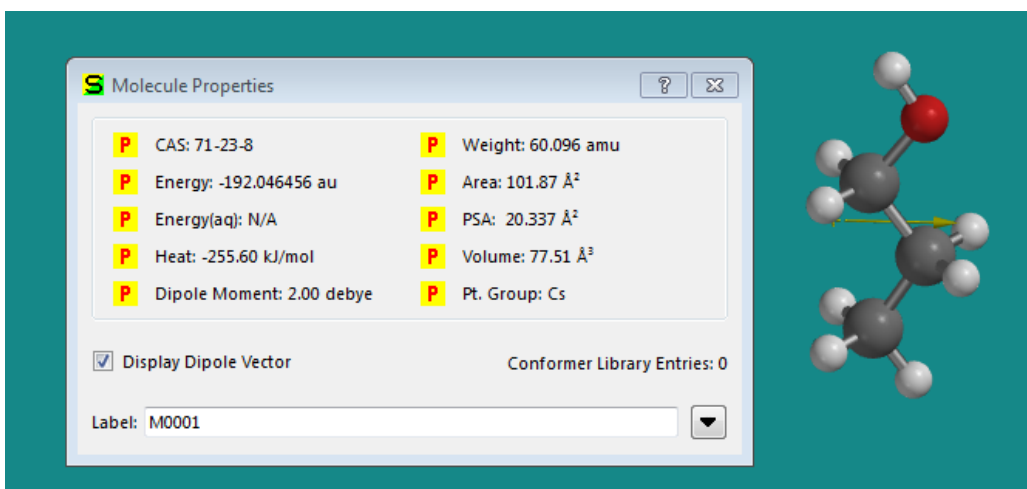 S Molecule Properties
P CAS: 71-23-8
P Weight: 60.096 amu
P Energy: -192.046456 au
P Area: 101.87 Å²
P Energy(aq): N/A
P PSA: 20.337 Å²
P Heat: -255.60 kJ/mol
P Volume: 77.51 Å³
P Dipole Moment: 2.00 debye
P Pt. Group: Cs
Display Dipole Vector
Conformer Library Entries: 0
Label: M0001